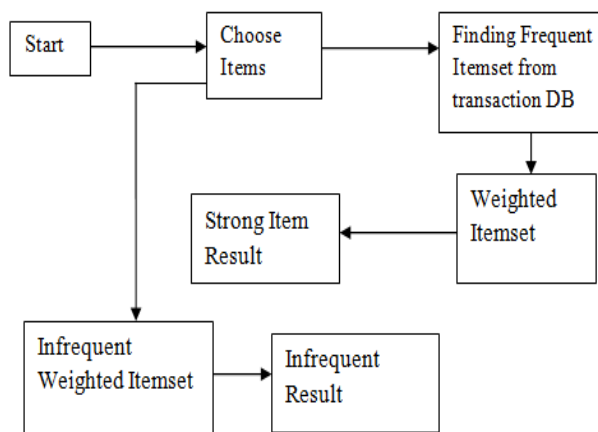 Start
Choose
Items
Finding Frequent
Itemset from
transaction DB
Weighted
Itemset
Strong Item
Result
Infrequent
Weighted Itemset
Infrequent
Result